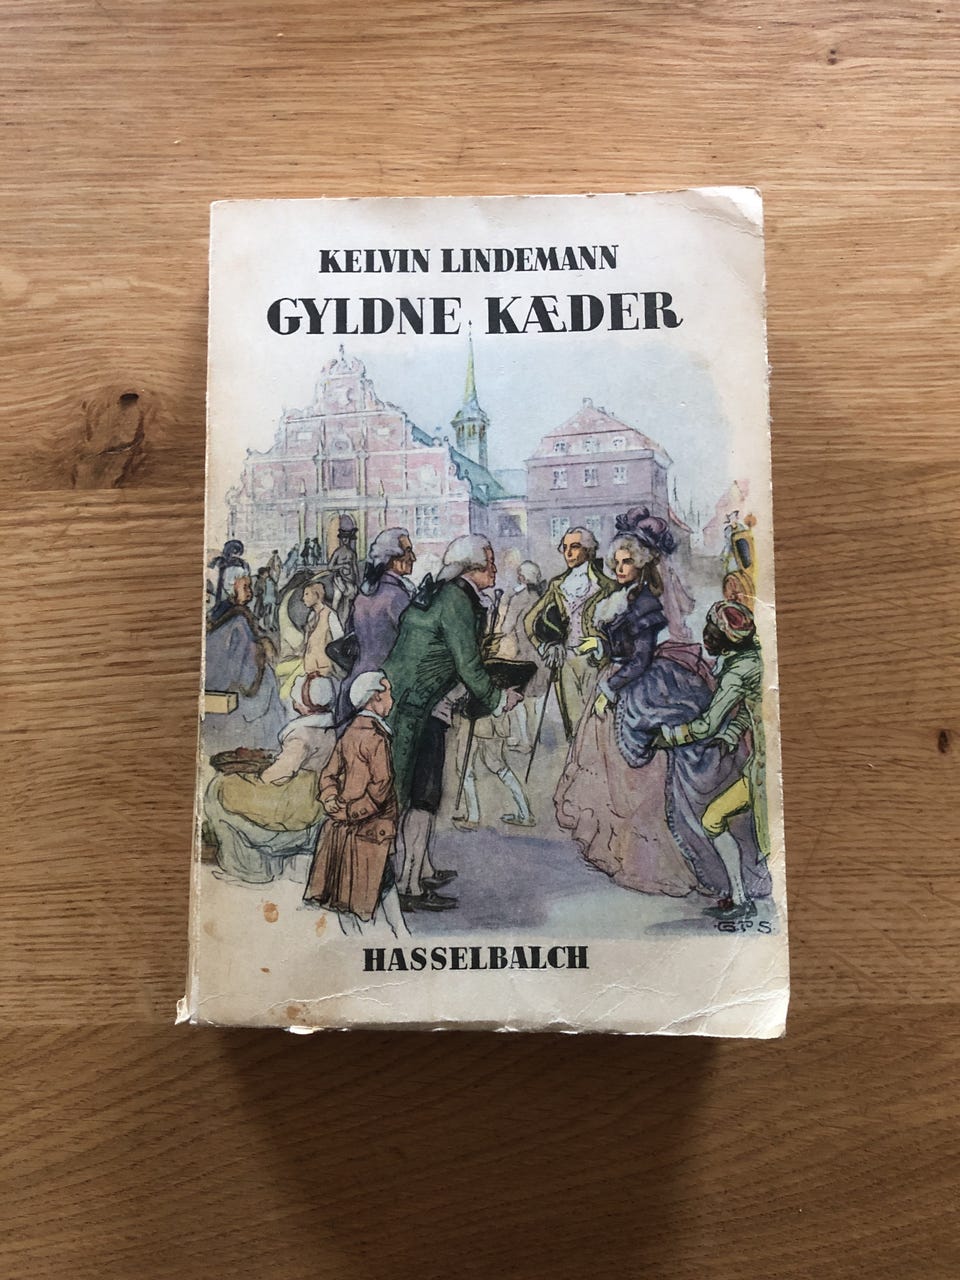 KELVIN LINDEMANN
GYLDNE KÆDER
HASSELBALCH